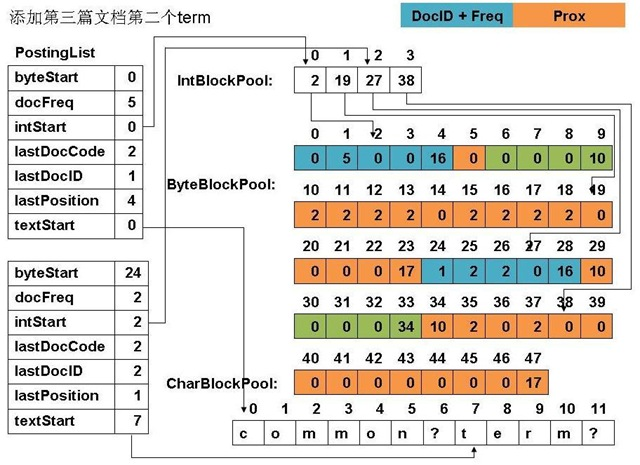 添加第三篇文档第二个term
DocID + Freq Prox
PostingList
byteStart 0
docFreq 5
intStart 0
lastDocCode 2
lastDocID 1
lastPosition 4
textStart 0
byteStart 24
docFreq 2
intStart 2
lastDocCode 2
lastDocID 2
lastPosition 1
textStart 7
0 1 2 3
IntBlockPool: 2 19 27 38
0 1 2 3 4 5 6 7 8 9
0 5 0 0 16 0 0 0 0 10
ByteBlockPool:
10 11 12 13 14 15 16 17 18 19
2 2 2 2 0 2 2 2 2 0
20 21 22 23 24 25 26 27 28 29
0 0 0 17 1 2 2 0 16 10
30 31 32 33 34 35 36 37 38 39
0 0 0 34 10 2 0 2 0 0
40 41 42 43 44 45 46 47
0 0 0 0 0 0 0 17
CharBlockPool:
0 1 2 3 4 5 6 7 8 9 10 11
c o m m o n ? t e r m ?